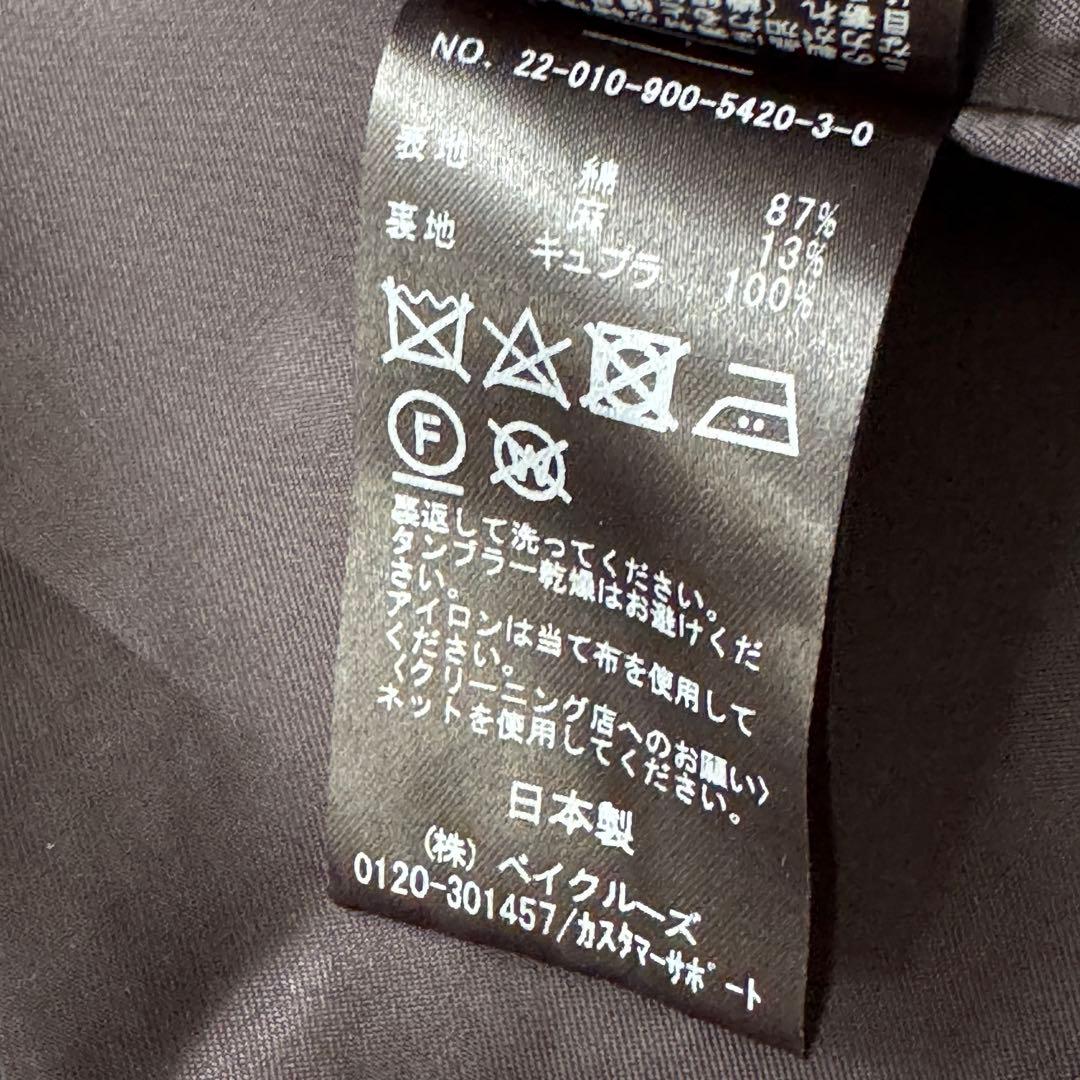 NO. 22-010-900-5420-3-0
表地 綿 87%
麻 13%
裏地 キュプラ 100%
F
W
裏返して洗ってください。
タンブラー乾燥はお避けくだ
さい。
アイロンは当て布を使用して
ください。
〈クリーニング店へのお願い〉
ネットを使用してください。
日本製
(株) ベイクルーズ
0120-301457/カスタマーサポート